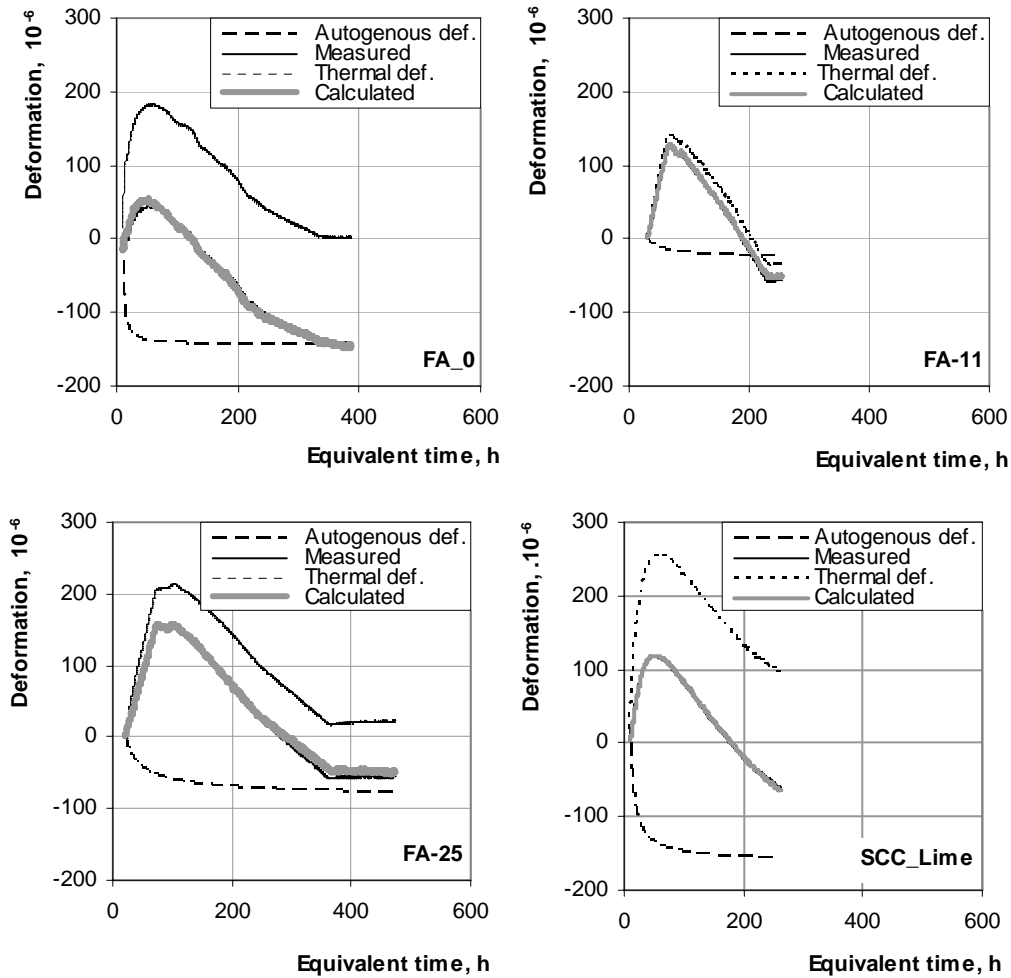 Deformation, 10⁻⁶
300
200
100
0
-100
-200
Autogenous def.
Measured
Thermal def.
Calculated
FA_0
0 200 400 600
Equivalent time, h
Deformation, 10⁻⁶
300
200
100
0
-100
-200
Autogenous def.
Measured
Thermal def.
Calculated
FA-11
0 200 400 600
Equivalent time, h
Deformation, 10⁻⁶
300
200
100
0
-100
-200
Autogenous def.
Measured
Thermal def.
Calculated
FA-25
0 200 400 600
Equivalent time, h
Deformation, .10⁻⁶
300
200
100
0
-100
-200
Autogenous def.
Measured
Thermal def.
Calculated
SCC_Lime
0 200 400 600
Equivalent time, h